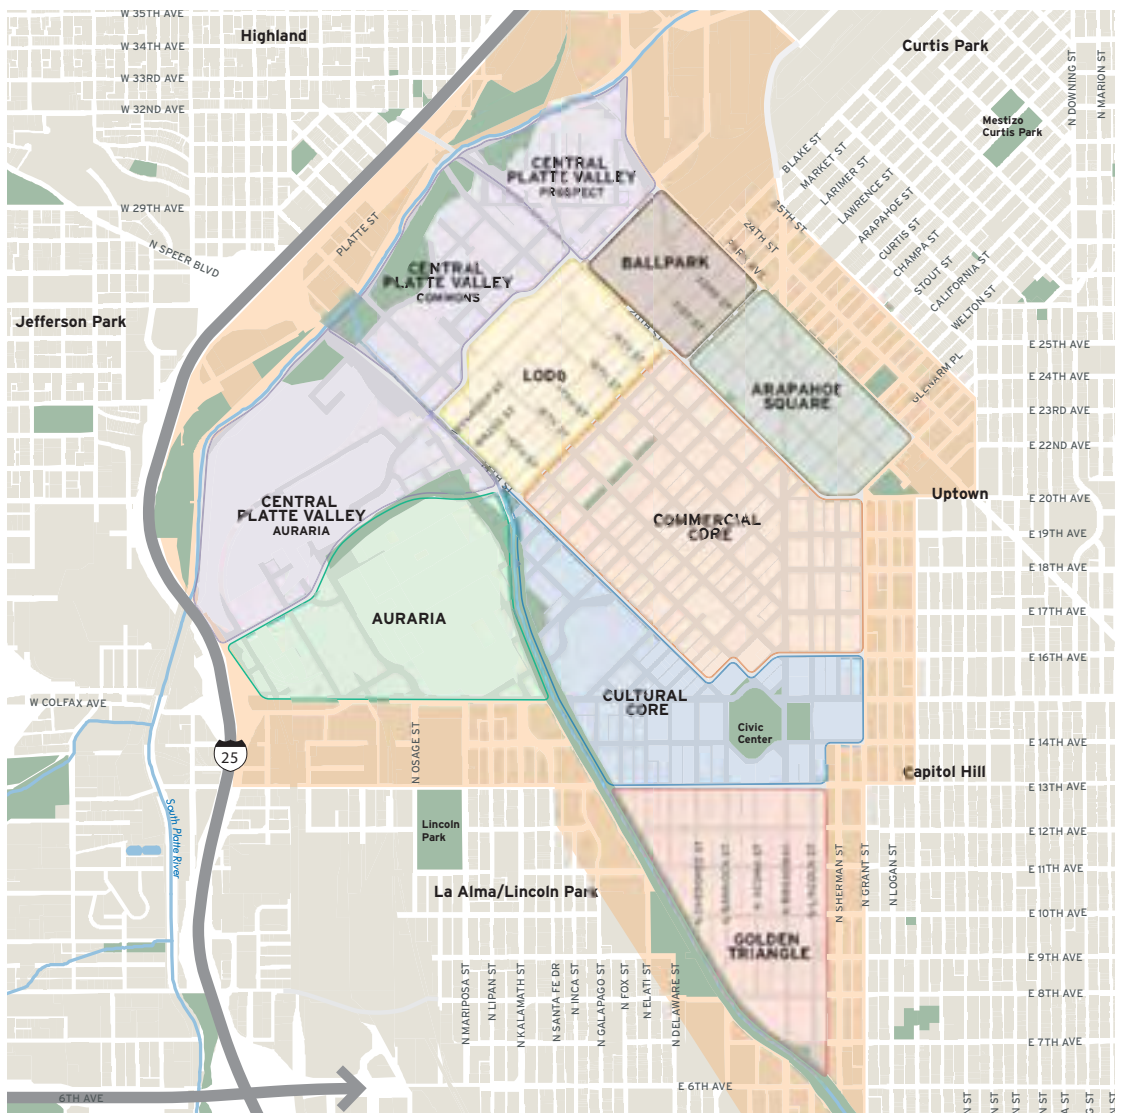 W 35TH AVE
Highland
W 34TH AVE
Curtis Park
W 33RD AVE
N DOWNING ST
N MARION ST
W 32ND AVE
Mestizo
Curtis Park
BLAKE ST
MARKET ST
LARIMER ST
LAWRENCE ST
ARAPAHOE ST
CURTIS ST
CHAMPA ST
STOUT ST
CALIFORNIA ST
WELTON ST
GLENARM PL
25TH ST
24TH ST
PARK AVE
CENTRAL
PLATTE VALLEY
PROSPECT
W 29TH AVE
PLATTE ST
N SPEER BLVD
BALLPARK
CENTRAL
PLATTE VALLEY
COMMONS
20TH ST
Jefferson Park
E 25TH AVE
LODO
E 24TH AVE
ARAPAHOE
SQUARE
E 23RD AVE
E 22ND AVE
Uptown
E 20TH AVE
CENTRAL
PLATTE VALLEY
AURARIA
COMMERCIAL
CORE
E 19TH AVE
E 18TH AVE
E 17TH AVE
AURARIA
E 16TH AVE
W COLFAX AVE
CULTURAL
CORE
Civic
Center
E 14TH AVE
N OSAGE ST
25
Capitol Hill
E 13TH AVE
South Platte River
Lincoln
Park
E 12TH AVE
E 11TH AVE
N SHERMAN ST
N GRANT ST
N LOGAN ST
La Alma/Lincoln Park
E 10TH AVE
GOLDEN
TRIANGLE
E 9TH AVE
E 8TH AVE
N MARIPOSA ST
N LIPAN ST
N KALAMATH ST
N SANTA FE DR
N INCA ST
N GALAPAGO ST
N FOX ST
N ELATI ST
N DELAWARE ST
E 7TH AVE
E 6TH AVE
6TH AVE